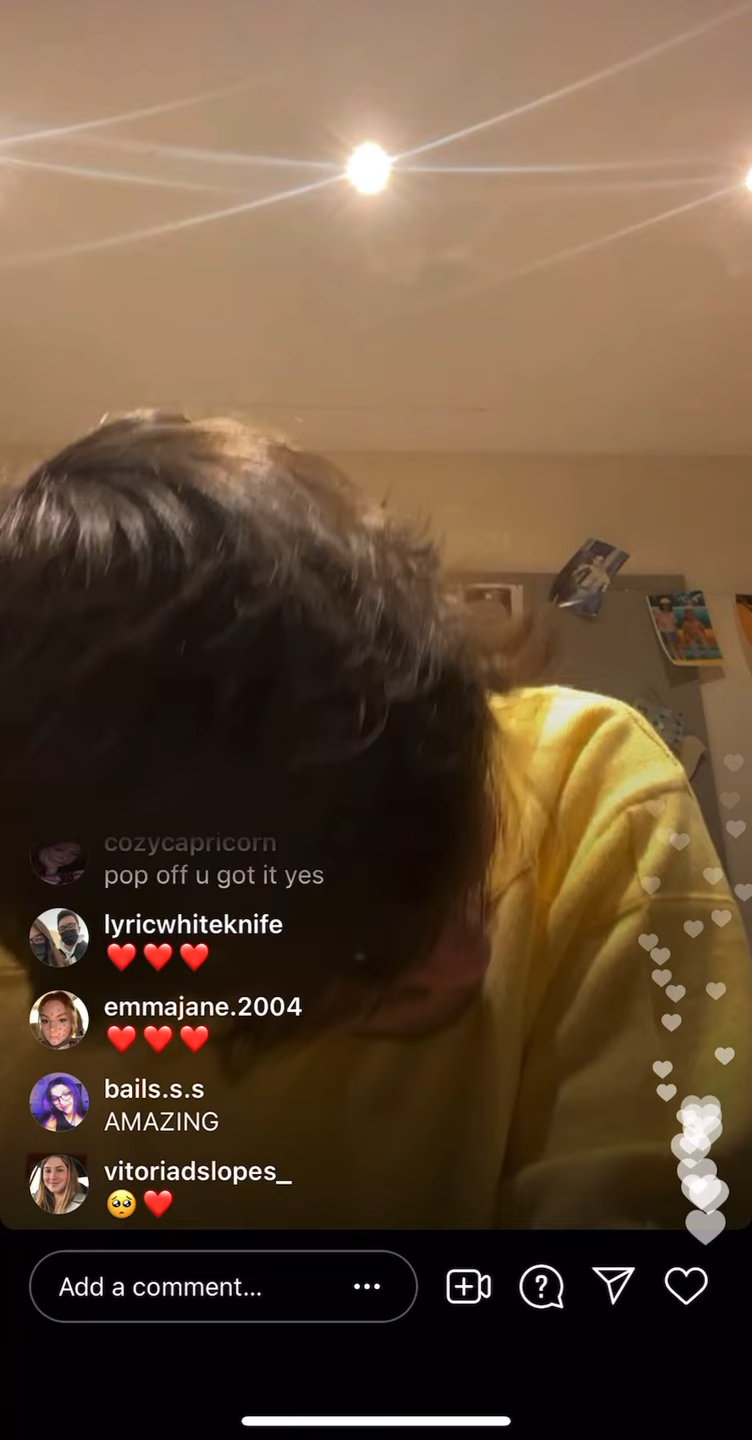 cozycapricorn
pop off u got it yes
lyricwhiteknife
❤️ ❤️ ❤️
emmajane.2004
❤️ ❤️ ❤️
bails.s.s
AMAZING
vitoriadslopes_
🥺 ❤️
Add a comment...